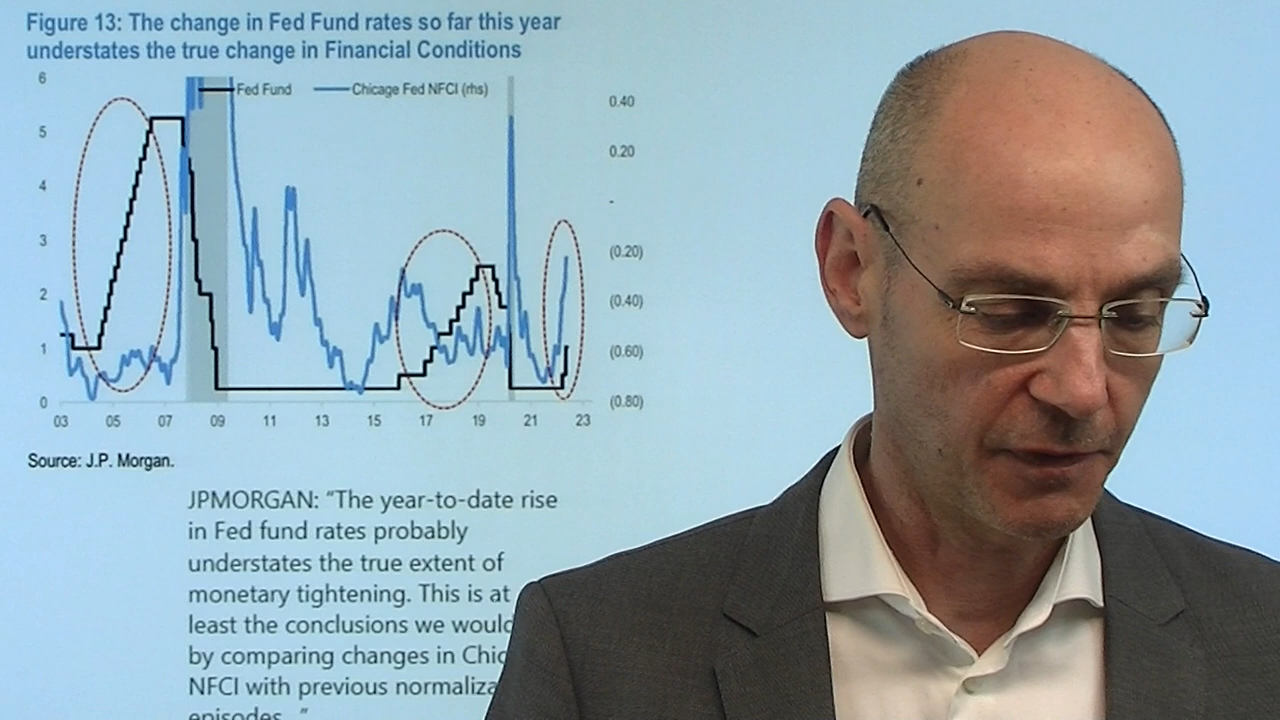 Figure 13: The change in Fed Fund rates so far this year
understates the true change in Financial Conditions
Fed Fund
Chicago Fed NFCI (rhs)
6
5
4
3
2
1
0
0.40
0.20
-
(0.20)
(0.40)
(0.60)
(0.80)
03 05 07 09 11 13 15 17 19 21 23
Source: J.P. Morgan.
JPMORGAN: “The year-to-date rise
in Fed fund rates probably
understates the true extent of
monetary tightening. This is at
least the conclusions we would
by comparing changes in Chic
NFCI with previous normaliza
episodes...”